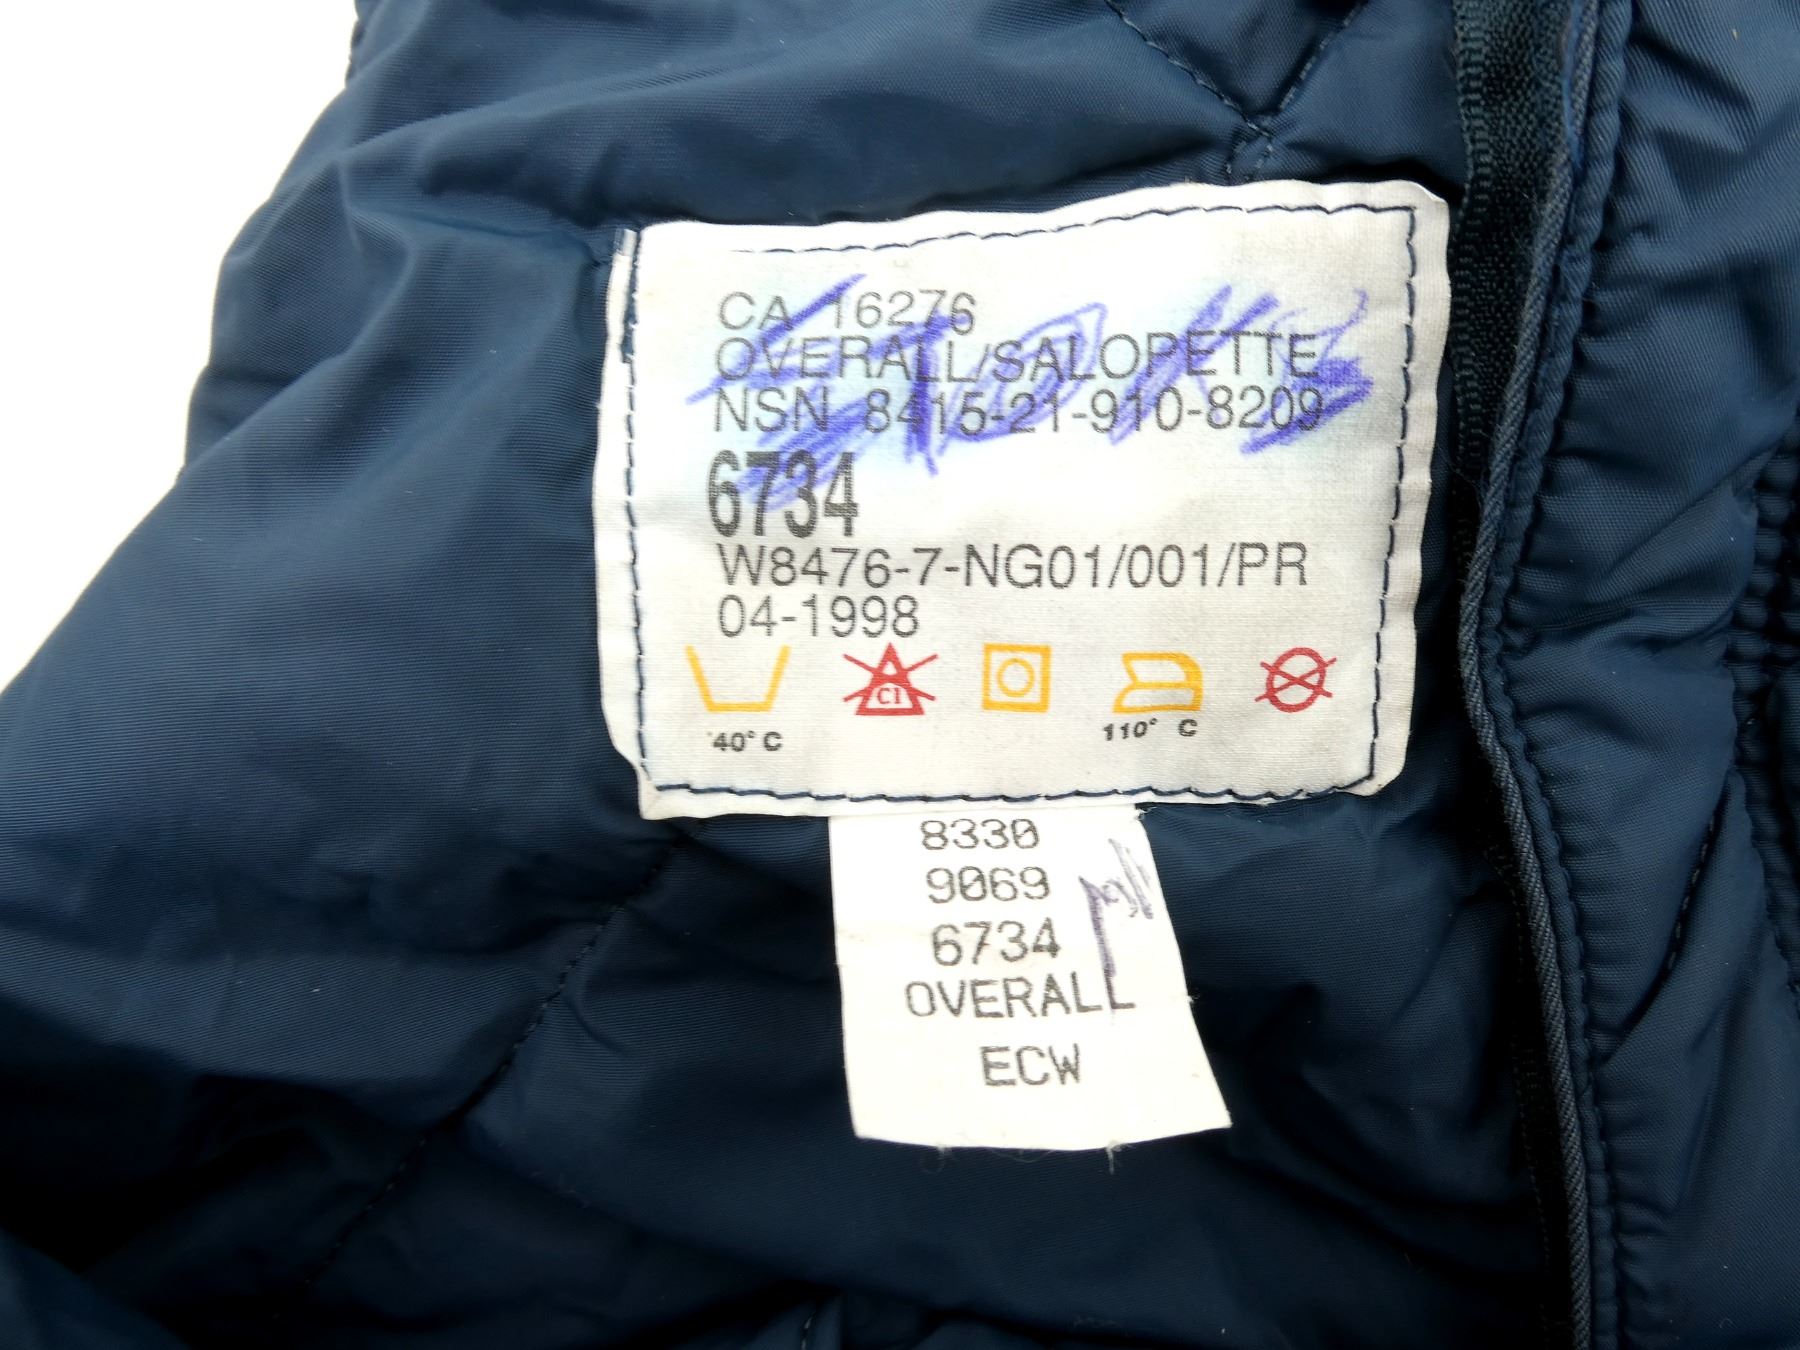 CA 16276
OVERALL/SALOPETTE
NSN 8415-21-910-8209
6734
W8476-7-NG01/001/PR
04-1998
Cl
40° C
110° C
8330
9069
6734
OVERALL
ECW